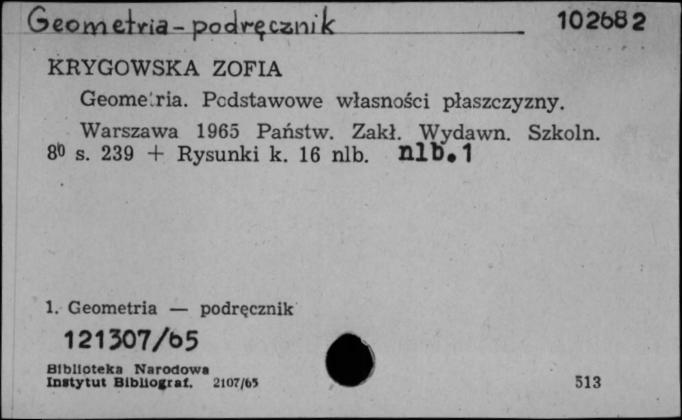 Geometria - podręcznik 102682
KRYGOWSKA ZOFIA
Geometria. Podstawowe własności płaszczyzny.
Warszawa 1965 Państw. Zakł. Wydawn. Szkoln.
8⁰ s. 239 + Rysunki k. 16 nlb. nlb. 1
1. Geometria — podręcznik
121307/65
Biblioteka Narodowa
Instytut Bibliograf. 2107/65 513